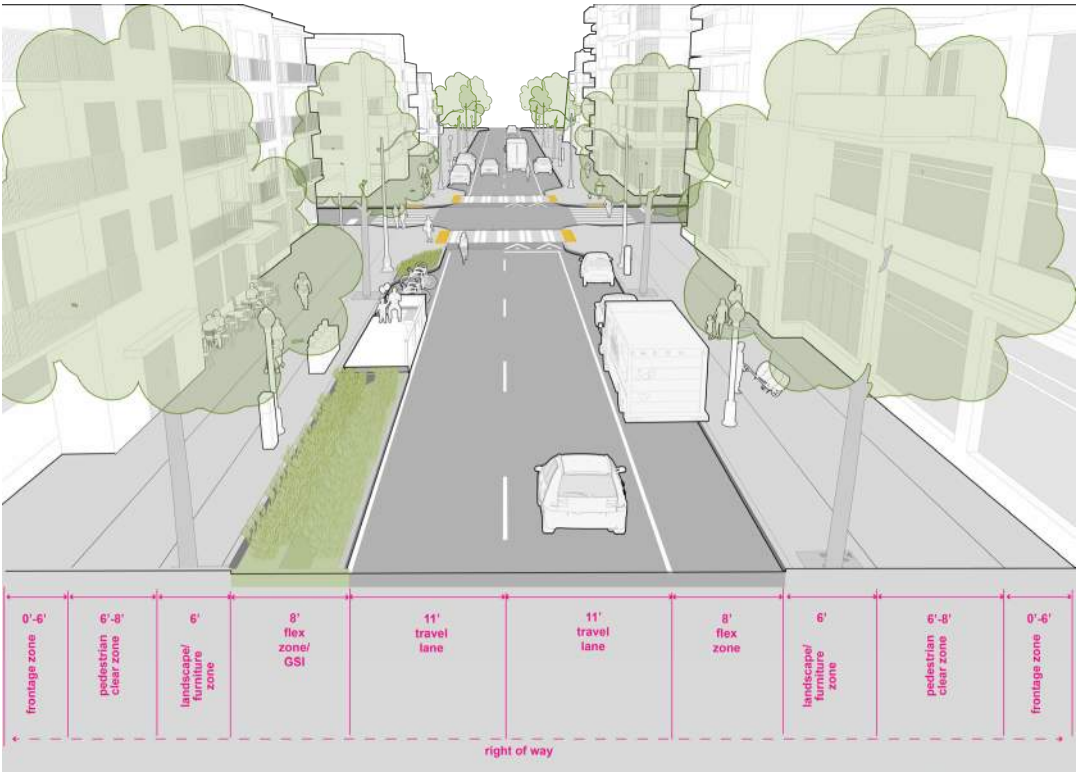 0'-6'
frontage zone
6'-8'
pedestrian
clear zone
6'
landscape/
furniture
zone
8'
flex
zone/
GSI
11'
travel
lane
11'
travel
lane
8'
flex
zone
6'
landscape/
furniture
zone
6'-8'
pedestrian
clear zone
0'-6'
frontage zone
right of way